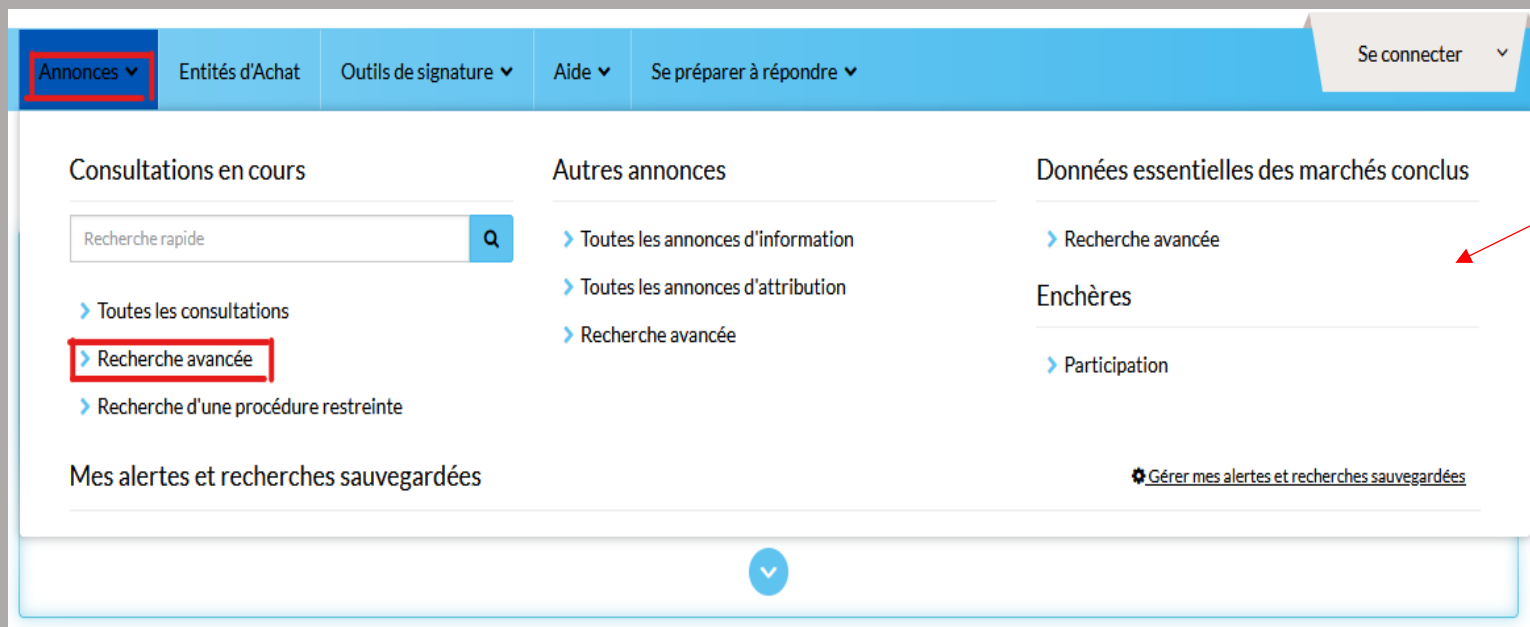 Annonces
Entités d'Achat
Outils de signature
Aide
Se préparer à répondre
Se connecter
Consultations en cours
Recherche rapide
Toutes les consultations
Recherche avancée
Recherche d'une procédure restreinte
Autres annonces
Toutes les annonces d'information
Toutes les annonces d'attribution
Recherche avancée
Données essentielles des marchés conclus
Recherche avancée
Enchères
Participation
Mes alertes et recherches sauvegardées
Gérer mes alertes et recherches sauvegardées